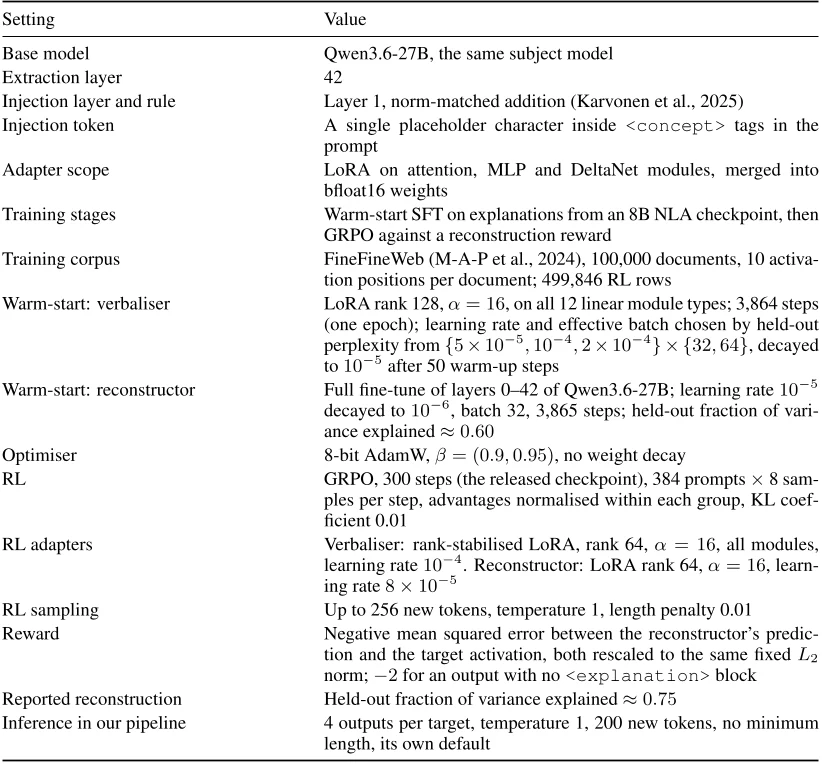 Setting Value
Base model Qwen3.6-27B, the same subject model
Extraction layer 42
Injection layer and rule Layer 1, norm-matched addition (Karvonen et al., 2025)
Injection token A single placeholder character inside <concept> tags in the
prompt
Adapter scope LoRA on attention, MLP and DeltaNet modules, merged into
bfloat16 weights
Training stages Warm-start SFT on explanations from an 8B NLA checkpoint, then
GRPO against a reconstruction reward
Training corpus FineFineWeb (M-A-P et al., 2024), 100,000 documents, 10 activa-
tion positions per document; 499,846 RL rows
Warm-start: verbaliser LoRA rank 128, α = 16, on all 12 linear module types; 3,864 steps
(one epoch); learning rate and effective batch chosen by held-out
perplexity from {5 × 10⁻⁵, 10⁻⁴, 2 × 10⁻⁴} × {32, 64}, decayed
to 10⁻⁵ after 50 warm-up steps
Warm-start: reconstructor Full fine-tune of layers 0–42 of Qwen3.6-27B; learning rate 10⁻⁵
decayed to 10⁻⁶, batch 32, 3,865 steps; held-out fraction of vari-
ance explained ≈ 0.60
Optimiser 8-bit AdamW, β = (0.9, 0.95), no weight decay
RL GRPO, 300 steps (the released checkpoint), 384 prompts × 8 sam-
ples per step, advantages normalised within each group, KL coef-
ficient 0.01
RL adapters Verbaliser: rank-stabilised LoRA, rank 64, α = 16, all modules,
learning rate 10⁻⁴. Reconstructor: LoRA rank 64, α = 16, learn-
ing rate 8 × 10⁻⁵
RL sampling Up to 256 new tokens, temperature 1, length penalty 0.01
Reward Negative mean squared error between the reconstructor's predic-
tion and the target activation, both rescaled to the same fixed L₂
norm; −2 for an output with no <explanation> block
Reported reconstruction Held-out fraction of variance explained ≈ 0.75
Inference in our pipeline 4 outputs per target, temperature 1, 200 new tokens, no minimum
length, its own default